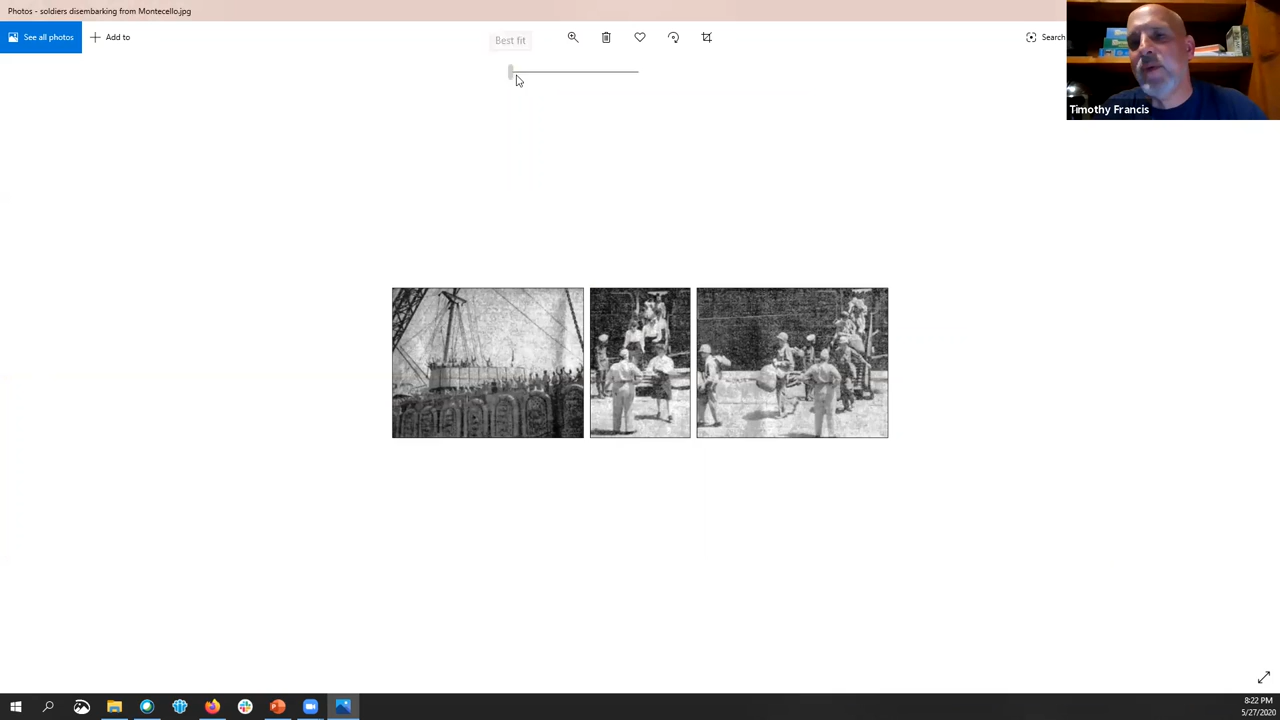 Photos - soldiers disembarking from Montecello.jpg
See all photos
Add to
Best fit
Search
Timothy Francis
8:22 PM
5/27/2020